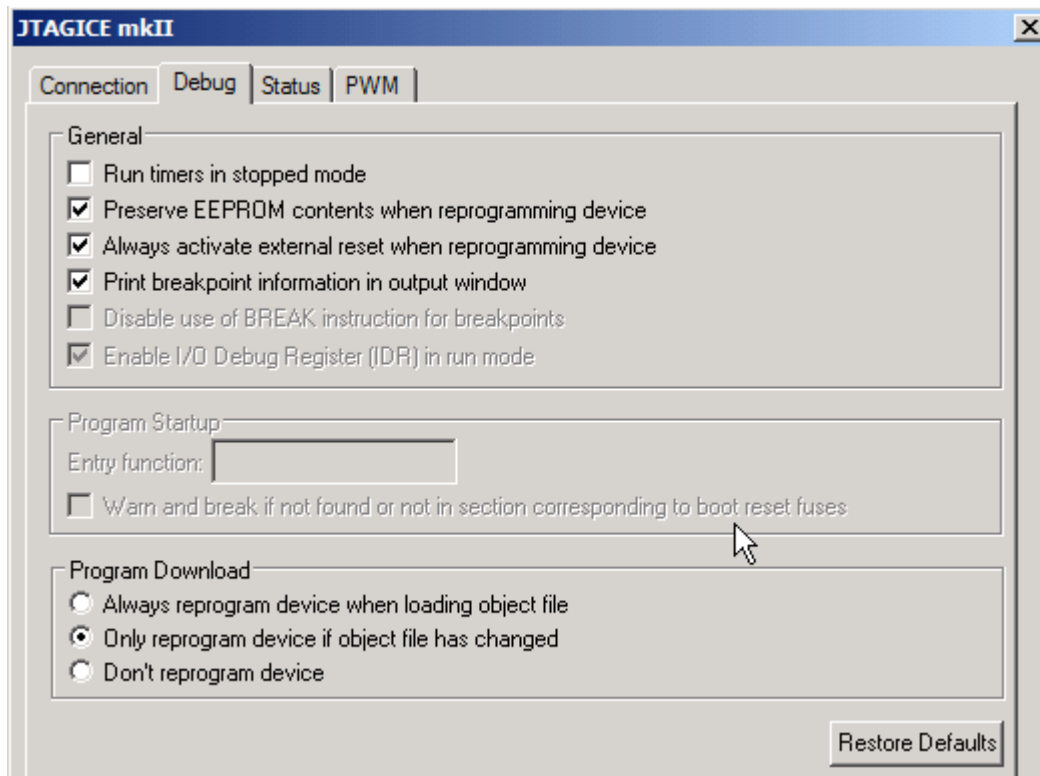 JTAGICE mkII
Connection Debug Status PWM
General
Run timers in stopped mode
Preserve EEPROM contents when reprogramming device
Always activate external reset when reprogramming device
Print breakpoint information in output window
Disable use of BREAK instruction for breakpoints
Enable I/O Debug Register (IDR) in run mode
Program Startup
Entry function:
Warn and break if not found or not in section corresponding to boot reset fuses
Program Download
Always reprogram device when loading object file
Only reprogram device if object file has changed
Don't reprogram device
Restore Defaults